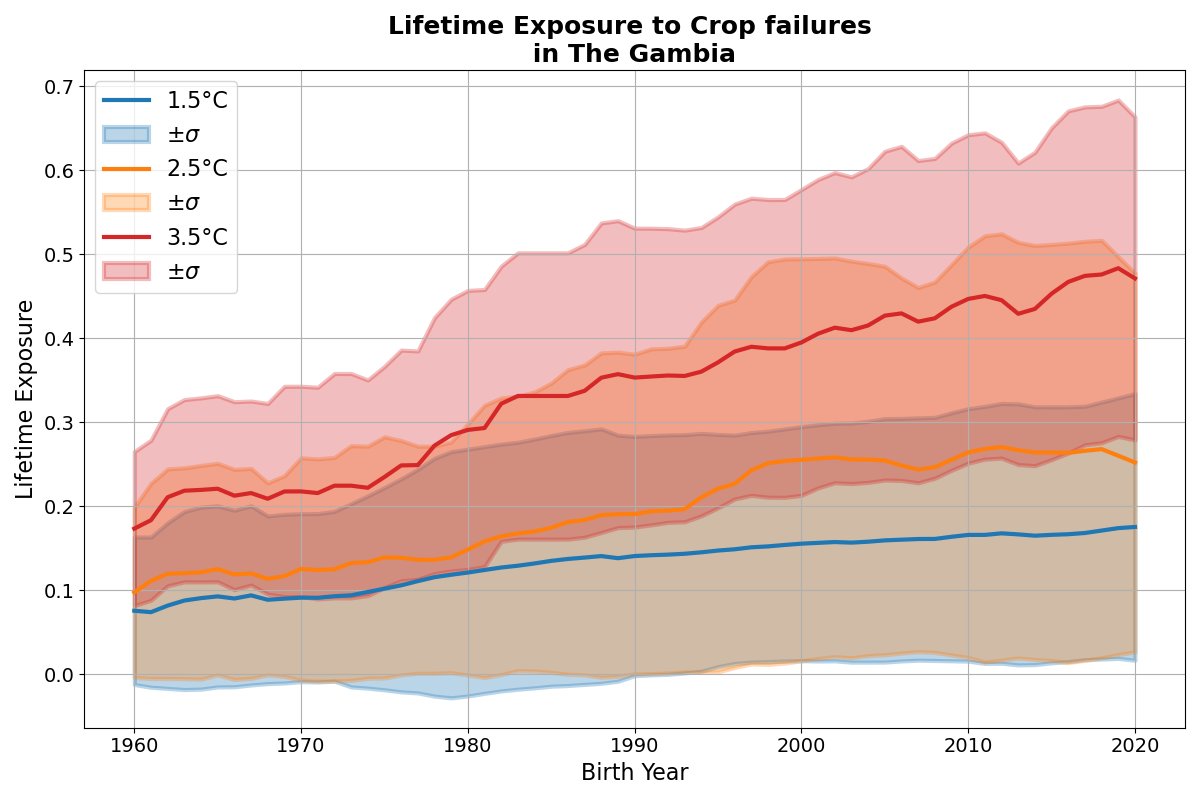 Lifetime Exposure to Crop failures
in The Gambia
0.7
0.6
0.5
0.4
0.3
0.2
0.1
0.0
Lifetime Exposure
1.5°C
±σ
2.5°C
±σ
3.5°C
±σ
1960
1970
1980
1990
2000
2010
2020
Birth Year